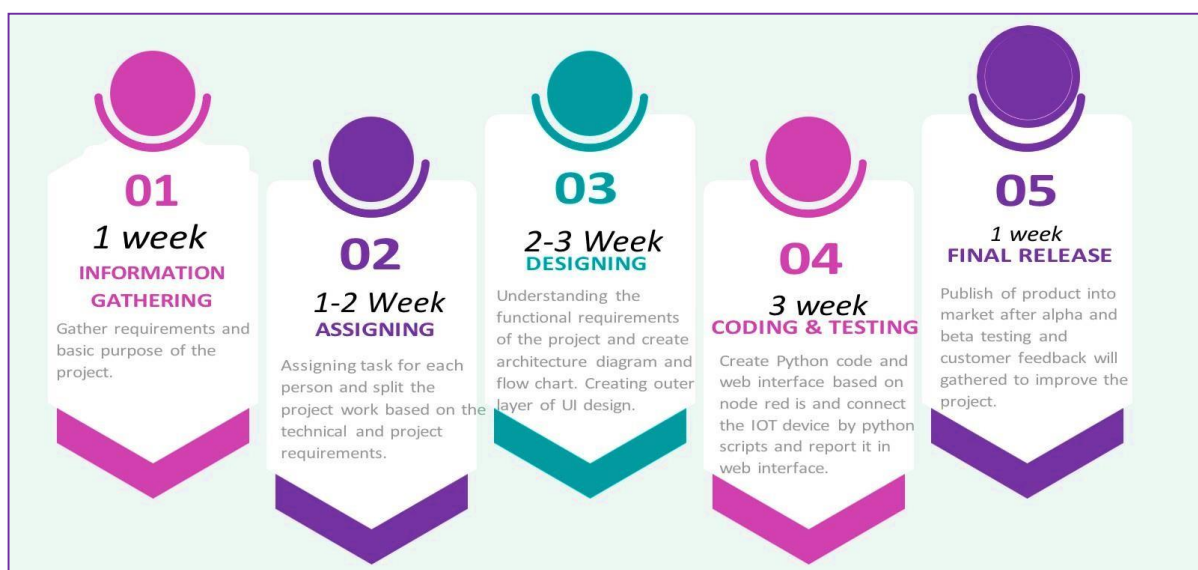 01
1 week
INFORMATION
GATHERING
Gather requirements and
basic purpose of the
project.
02
1-2 Week
ASSIGNING
Assigning task for each
person and split the
project work based on the
technical and project
requirements.
03
2-3 Week
DESIGNING
Understanding the
functional requirements
of the project and create
architecture diagram and
flow chart. Creating outer
layer of UI design.
04
3 week
CODING & TESTING
Create Python code and
web interface based on
node red is and connect
the IOT device by python
scripts and report it in
web interface.
05
1 week
FINAL RELEASE
Publish of product into
market after alpha and
beta testing and
customer feedback will
gathered to improve the
project.